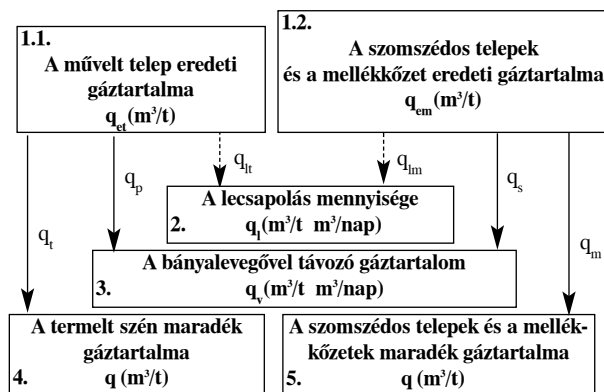 1.1.
A művelt telep eredeti
gáztartalma
qet(m³/t)
1.2.
A szomszédos telepek
és a mellékkőzet eredeti gáztartalma
qem(m³/t)
qlt
qlm
qp
qs
qt
qm
A lecsapolás mennyisége
2. ql(m³/t m³/nap)
A bányalevegővel távozó gáztartalom
3. qv(m³/t m³/nap)
A termelt szén maradék
gáztartalma
4. q (m³/t)
A szomszédos telepek és a mellék-
kőzetek maradék gáztartalma
5. q (m³/t)